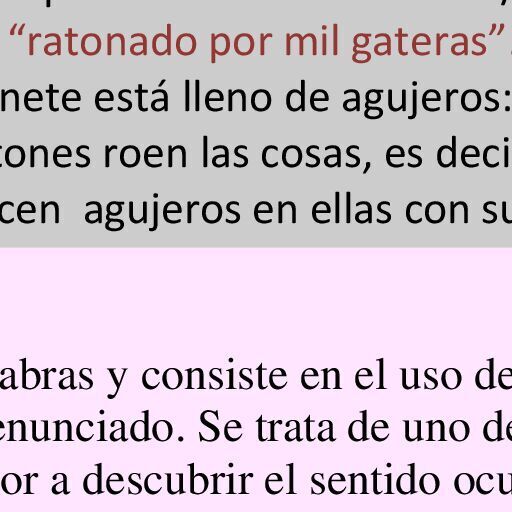 “ratonado por mil gateras”.
nete está lleno de agujeros:
tones roen las cosas, es deci
cen agujeros en ellas con su
abras y consiste en el uso de
enunciado. Se trata de uno de
or a descubrir el sentido ocu